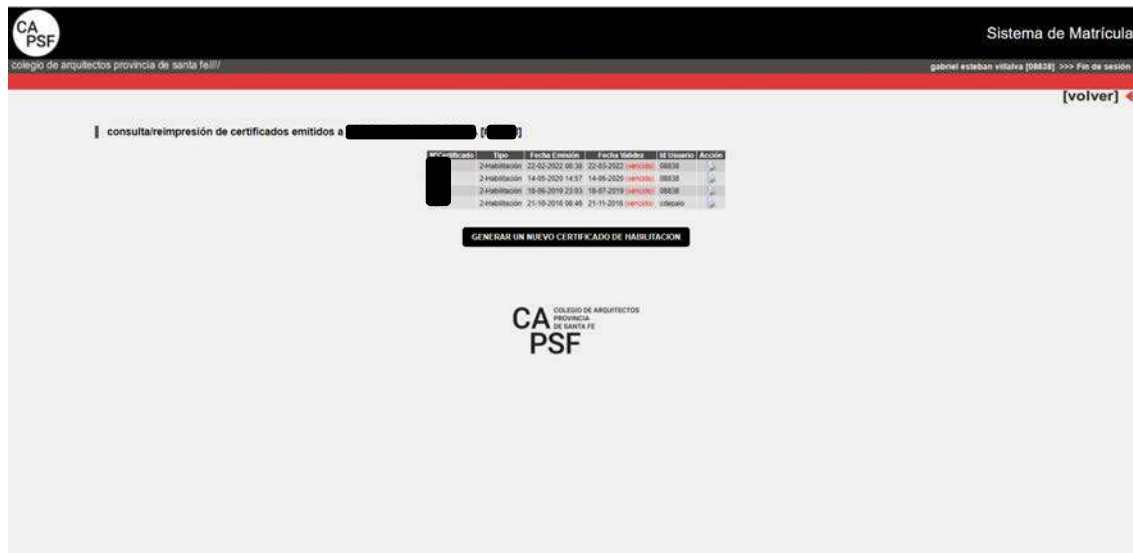 CA
PSF
Sistema de Matrícula
colegio de arquitectos provincia de santa fe////
gabriel esteban villalva [08838] >>> Fin de sesión
[volver]
consulta/reimpresión de certificados emitidos a
NºCertificado Tipo Fecha Emisión Fecha Validez Id Usuario Acción
2-Habilitación 22-02-2022 08:38 22-03-2022 (vencido) 08838
2-Habilitación 14-05-2020 14:57 14-06-2020 (vencido) 08838
2-Habilitación 18-06-2019 23:03 18-07-2019 (vencido) 08838
2-Habilitación 21-10-2016 08:46 21-11-2016 (vencido) cdepalo
GENERAR UN NUEVO CERTIFICADO DE HABILITACION
CA COLEGIO DE ARQUITECTOS
PROVINCIA
DE SANTA FE
PSF